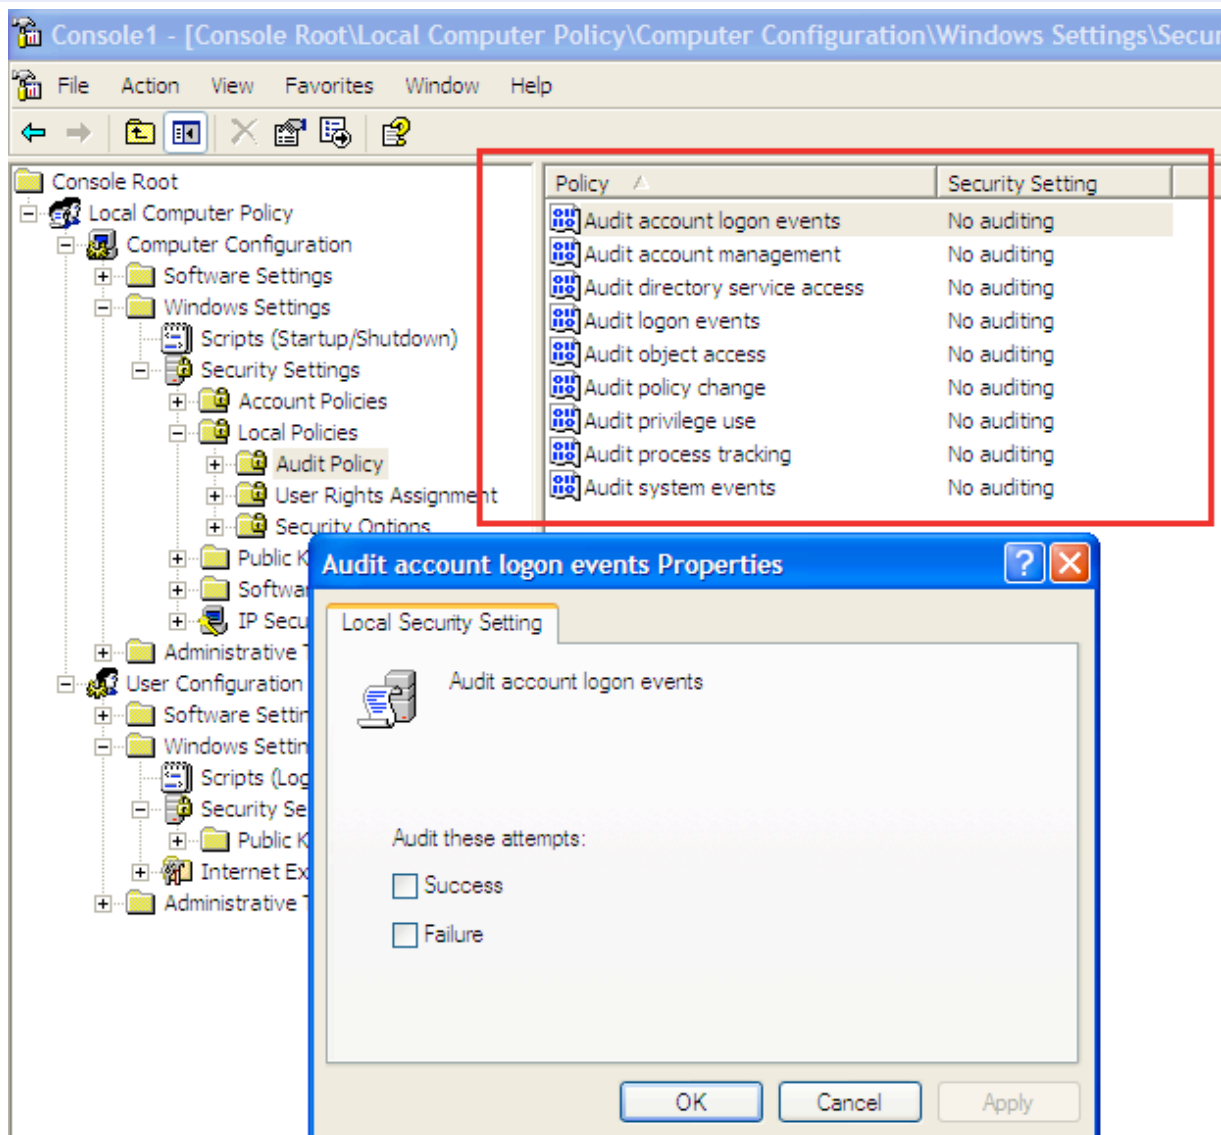 Console1 - [Console Root\Local Computer Policy\Computer Configuration\Windows Settings\Secur
File Action View Favorites Window Help
Console Root
Local Computer Policy
Computer Configuration
Software Settings
Windows Settings
Scripts (Startup/Shutdown)
Security Settings
Account Policies
Local Policies
Audit Policy
User Rights Assignment
Security Options
Public K
Softwar
IP Secu
Administrative T
User Configuration
Software Settin
Windows Settin
Scripts (Log
Security Se
Public K
Internet Ex
Administrative T
Policy Security Setting
Audit account logon events No auditing
Audit account management No auditing
Audit directory service access No auditing
Audit logon events No auditing
Audit object access No auditing
Audit policy change No auditing
Audit privilege use No auditing
Audit process tracking No auditing
Audit system events No auditing
Audit account logon events Properties
Local Security Setting
Audit account logon events
Audit these attempts:
Success
Failure
OK Cancel Apply